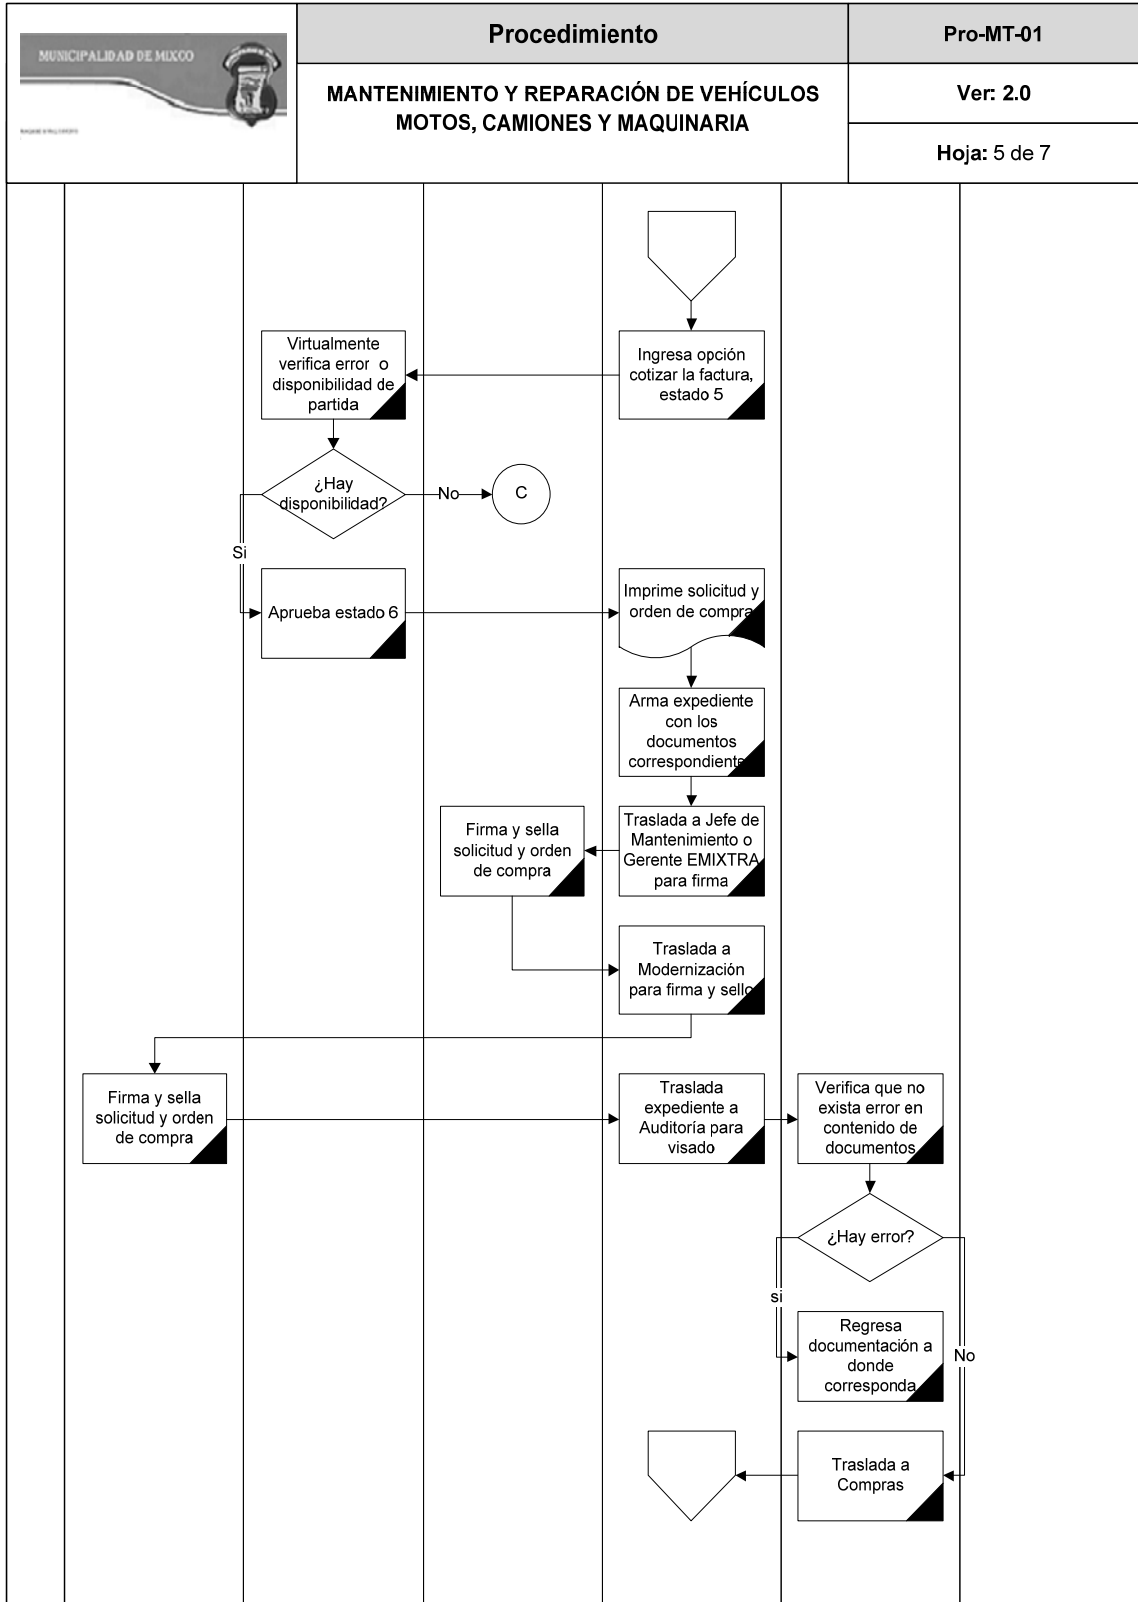 MUNICIPALIDAD DE MIXCO
Procedimiento
Pro-MT-01
MANTENIMIENTO Y REPARACIÓN DE VEHÍCULOS
MOTOS, CAMIONES Y MAQUINARIA
Ver: 2.0
Hoja: 5 de 7
Virtualmente
verifica error o
disponibilidad de
partida
Ingresa opción
cotizar la factura,
estado 5
¿Hay
disponibilidad?
No
C
Si
Aprueba estado 6
Imprime solicitud y
orden de compra
Arma expediente
con los
documentos
correspondiente
Firma y sella
solicitud y orden
de compra
Traslada a Jefe de
Mantenimiento o
Gerente EMIXTRA
para firma
Traslada a
Modernización
para firma y sello
Firma y sella
solicitud y orden
de compra
Traslada
expediente a
Auditoría para
visado
Verifica que no
exista error en
contenido de
documentos
¿Hay error?
si
Regresa
documentación a
donde
corresponda
No
Traslada a
Compras